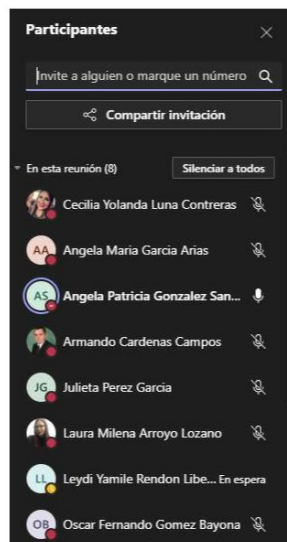 Participantes
Invite a alguien o marque un número
Compartir invitación
En esta reunión (8) Silenciar a todos
Cecilia Yolanda Luna Contreras
AA Angela Maria Garcia Arias
AS Angela Patricia Gonzalez San...
Armando Cardenas Campos
JG Julieta Perez Garcia
Laura Milena Arroyo Lozano
LL Leydi Yamile Rendon Libe... En espera
OB Oscar Fernando Gomez Bayona